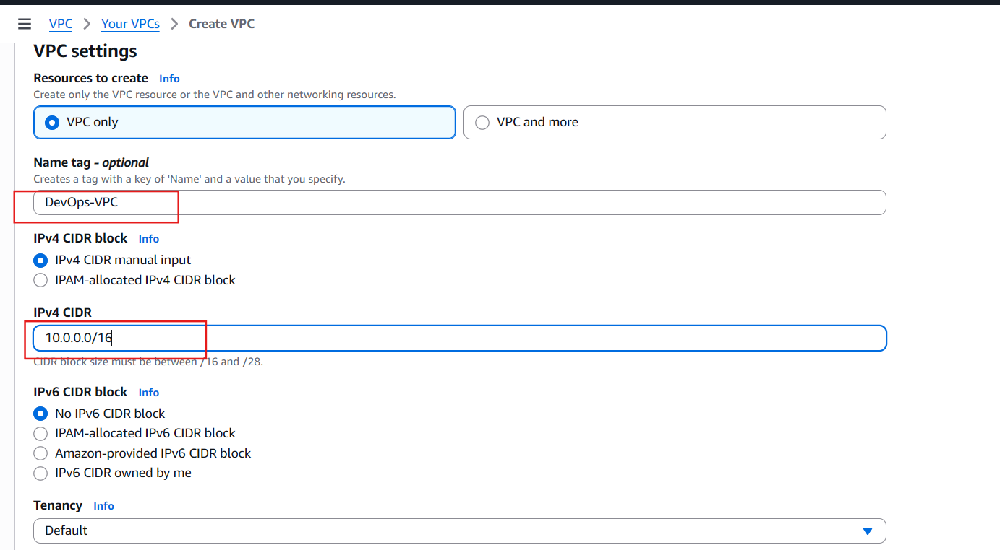 VPC > Your VPCs > Create VPC
VPC settings
Resources to create Info
Create only the VPC resource or the VPC and other networking resources.
VPC only VPC and more
Name tag - optional
Creates a tag with a key of 'Name' and a value that you specify.
DevOps-VPC
IPv4 CIDR block Info
IPv4 CIDR manual input
IPAM-allocated IPv4 CIDR block
IPv4 CIDR
10.0.0.0/16
CIDR block size must be between /16 and /28.
IPv6 CIDR block Info
No IPv6 CIDR block
IPAM-allocated IPv6 CIDR block
Amazon-provided IPv6 CIDR block
IPv6 CIDR owned by me
Tenancy Info
Default